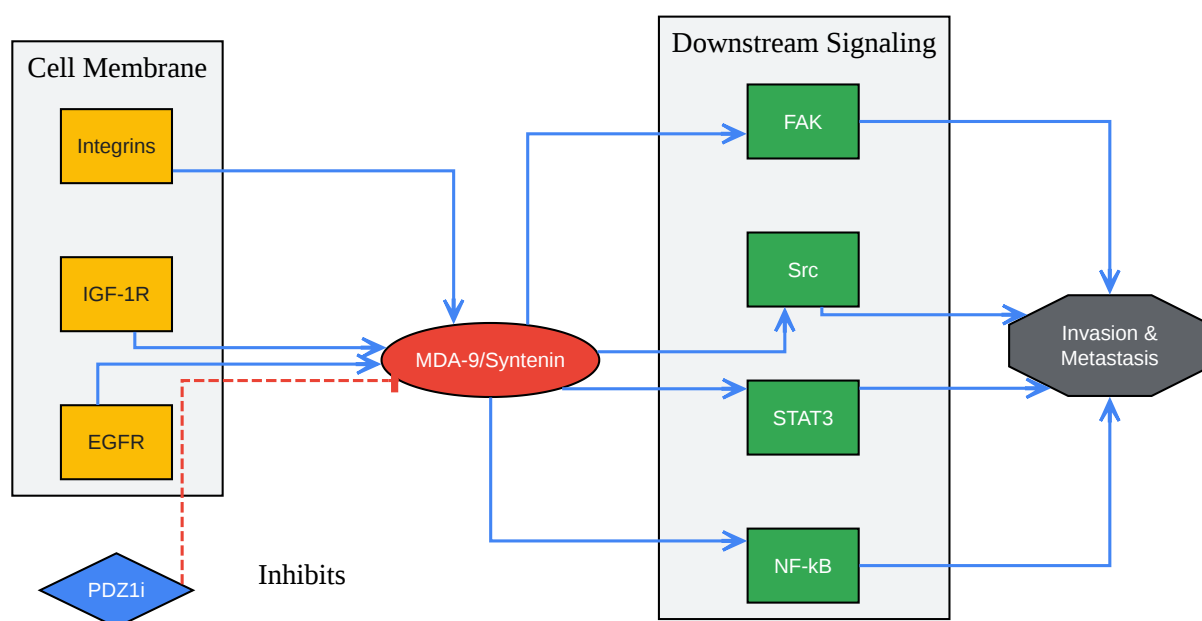 Cell Membrane
Integrins
IGF-1R
EGFR
PDZ1i
Inhibits
MDA-9/Syntenin
Downstream Signaling
FAK
Src
STAT3
NF-kB
Invasion &
Metastasis